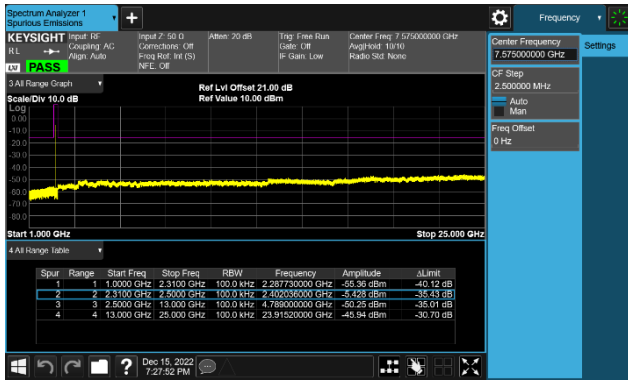 Spectrum Analyzer 1
Spurious Emissions
Frequency
KEYSIGHT Input: RF Input Z: 50 Ω Atten: 20 dB Trig: Free Run Center Freq: 7.575000000 GHz
RL Coupling: AC Corrections: Off Gate: Off Avg|Hold: 10/10
Align: Auto Freq Ref: Int (S) IF Gain: Low Radio Std: None
NFE: Off
LXI PASS
Center Frequency
7.575000000 GHz
Settings
CF Step
2.500000 MHz
Auto
Man
Freq Offset
0 Hz
3 All Range Graph
Ref Lvl Offset 21.00 dB
Scale/Div 10.0 dB Ref Value 10.00 dBm
Log
0.00
-10.0
-20.0
-30.0
-40.0
-50.0
-60.0
-70.0
-80.0
Start 1.000 GHz Stop 25.000 GHz
4 All Range Table
Spur Range Start Freq Stop Freq RBW Frequency Amplitude ΔLimit
1 1 1.0000 GHz 2.3100 GHz 100.0 kHz 2.287730000 GHz -55.36 dBm -40.12 dB
2 2 2.3100 GHz 2.5000 GHz 100.0 kHz 2.402036000 GHz -5.428 dBm -35.43 dB
3 3 2.5000 GHz 13.000 GHz 100.0 kHz 4.789000000 GHz -50.25 dBm -35.01 dB
4 4 13.000 GHz 25.000 GHz 100.0 kHz 23.91520000 GHz -45.94 dBm -30.70 dB
Dec 15, 2022
7:27:52 PM